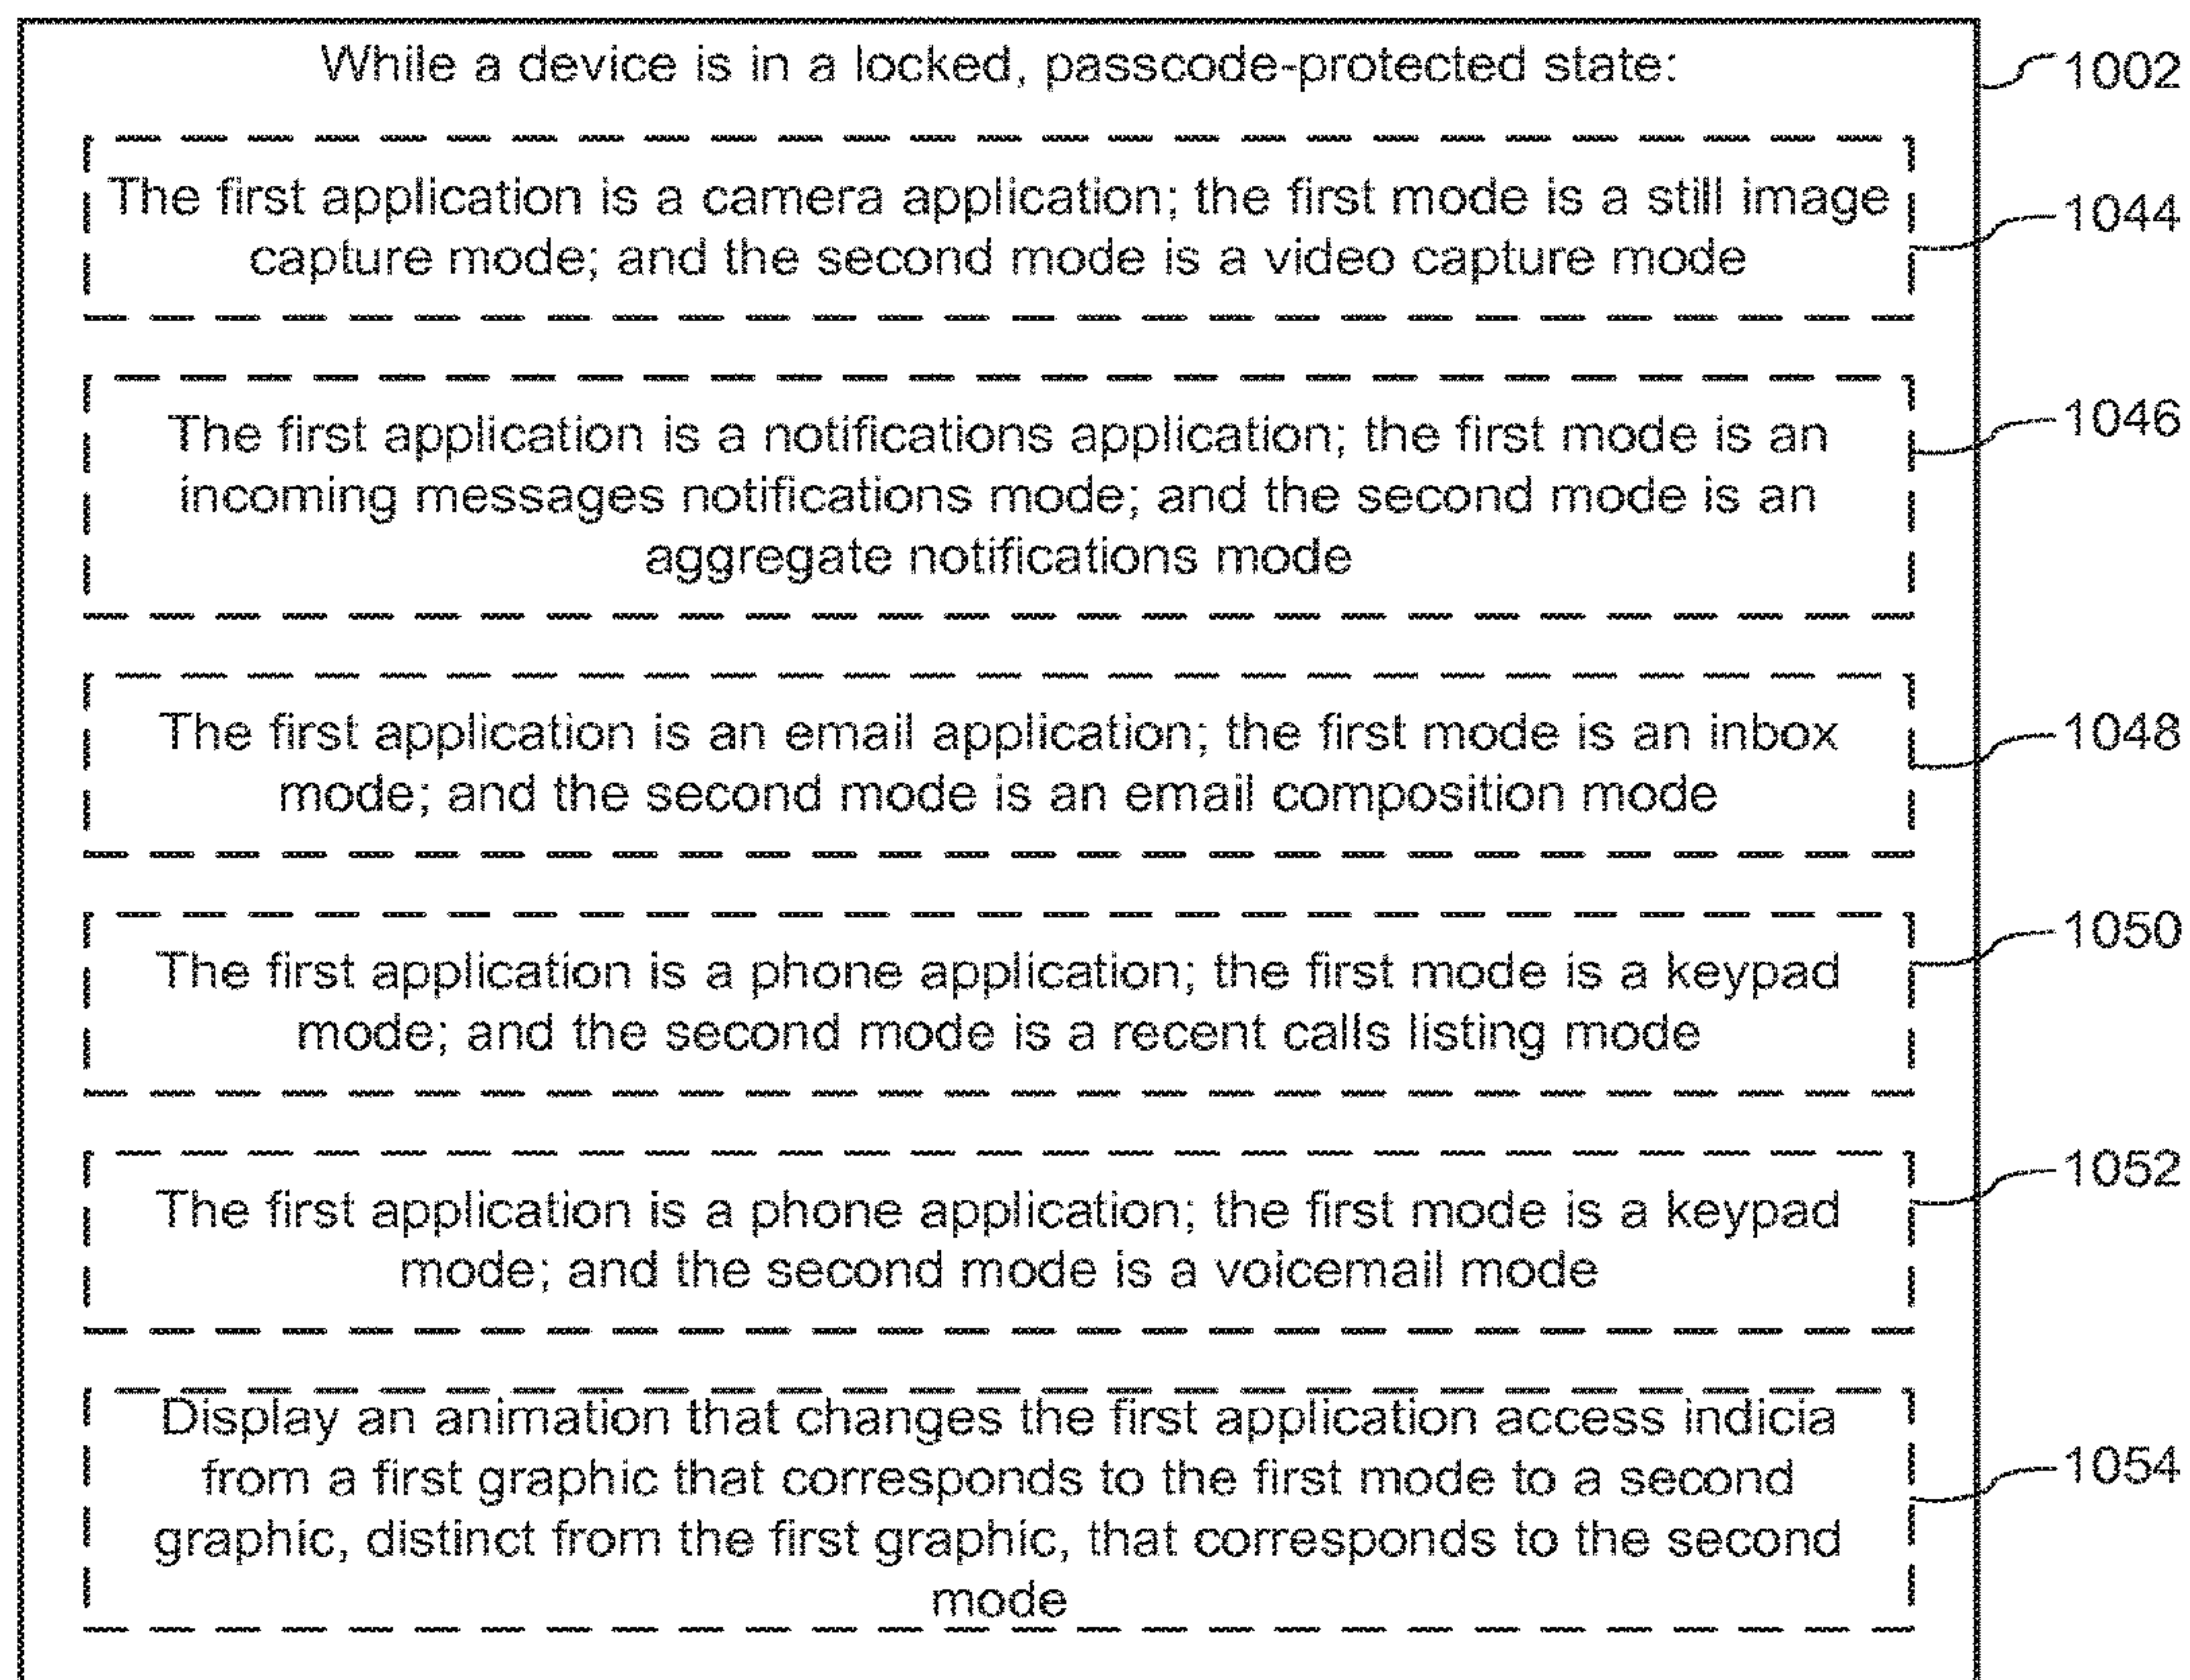 While a device is in a locked, passcode-protected state:
1002
The first application is a camera application; the first mode is a still image
capture mode; and the second mode is a video capture mode
1044
The first application is a notifications application; the first mode is an
incoming messages notifications mode; and the second mode is an
aggregate notifications mode
1046
The first application is an email application; the first mode is an inbox
mode; and the second mode is an email composition mode
1048
The first application is a phone application; the first mode is a keypad
mode; and the second mode is a recent calls listing mode
1050
The first application is a phone application; the first mode is a keypad
mode; and the second mode is a voicemail mode
1052
Display an animation that changes the first application access indicia
from a first graphic that corresponds to the first mode to a second
graphic, distinct from the first graphic, that corresponds to the second
mode
1054